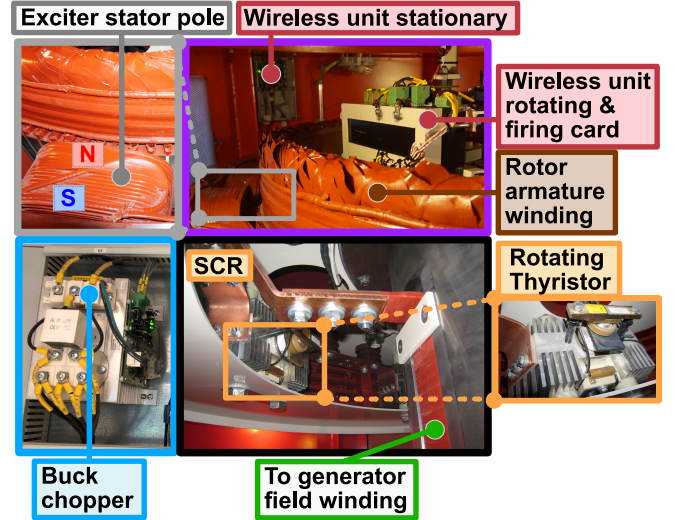 Exciter stator pole
Wireless unit stationary
Wireless unit
rotating &
firing card
N
S
Rotor
armature
winding
SCR
Rotating
Thyristor
Buck
chopper
To generator
field winding